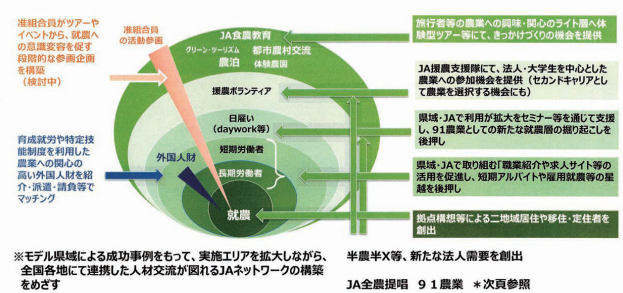 准組合員がツアーや
イベントから、就農へ
の意識変容を促す
段階的な参画企画
を構築
(検討中)
准組合員
の活動参画
JA食農教育
グリーン・ツーリズム 都市農村交流
農泊 体験農園
援農ボランティア
日雇い
(daywork等)
短期労働者
長期労働者
外国人財
就農
育成就労や特定技
能制度を利用した
農業への関心の
高い外国人財を紹
介・派遣・請負等で
マッチング
旅行者等の農業への興味・関心のライト層へ体
験型ツアー等にて、きっかけづくりの機会を提供
JA援農支援隊にて、法人・大学生を中心とした
農業への参加機会を提供(セカンドキャリアとし
て農業を選択する機会にも)
県域・JAで利用が拡大をセミナー等を通じて支援
し、91農業としての新たな就農層の掘り起こしを
後押し
県域・JAで取り組む「職業紹介や求人サイト等の
活用を促進し、短期アルバイトや雇用就農等の星
越を後押し
拠点構想等による二地域居住や移住・定住者を
創出
※モデル県域による成功事例をもって、実施エリアを拡大しながら、
全国各地にて連携した人材交流が図れるJAネットワークの構築
をめざす
半農半X等、新たな法人需要を創出
JA全農提唱 91農業 *次頁参照